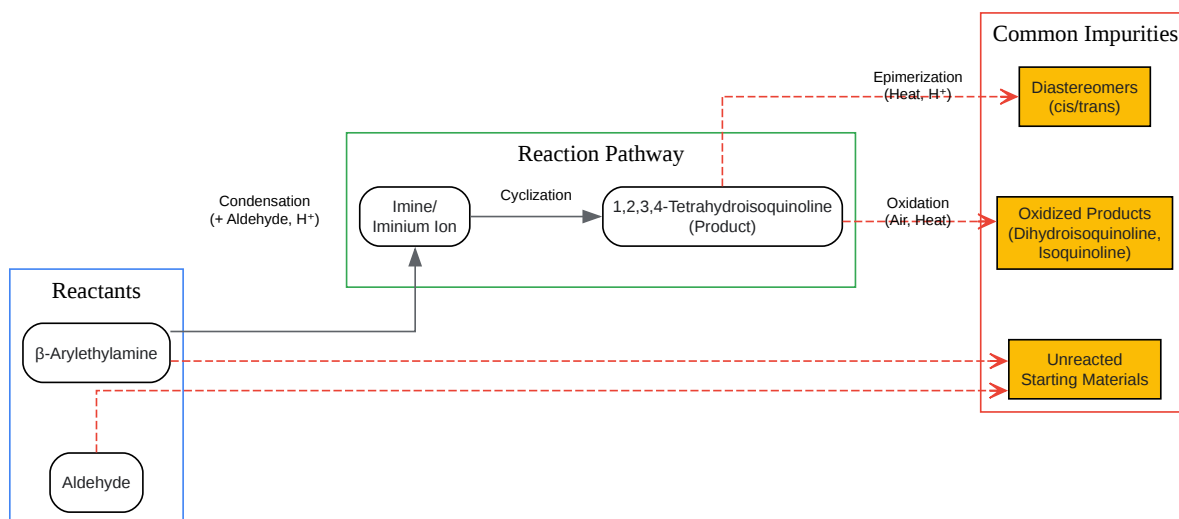 Common Impurities
Epimerization
(Heat, H⁺)
Diastereomers
(cis/trans)
Reaction Pathway
Condensation
(+ Aldehyde, H⁺)
Imine/
Iminium Ion
Cyclization
1,2,3,4-Tetrahydroisoquinoline
(Product)
Oxidation
(Air, Heat)
Oxidized Products
(Dihydroisoquinoline,
Isoquinoline)
Reactants
β-Arylethylamine
Unreacted
Starting Materials
Aldehyde